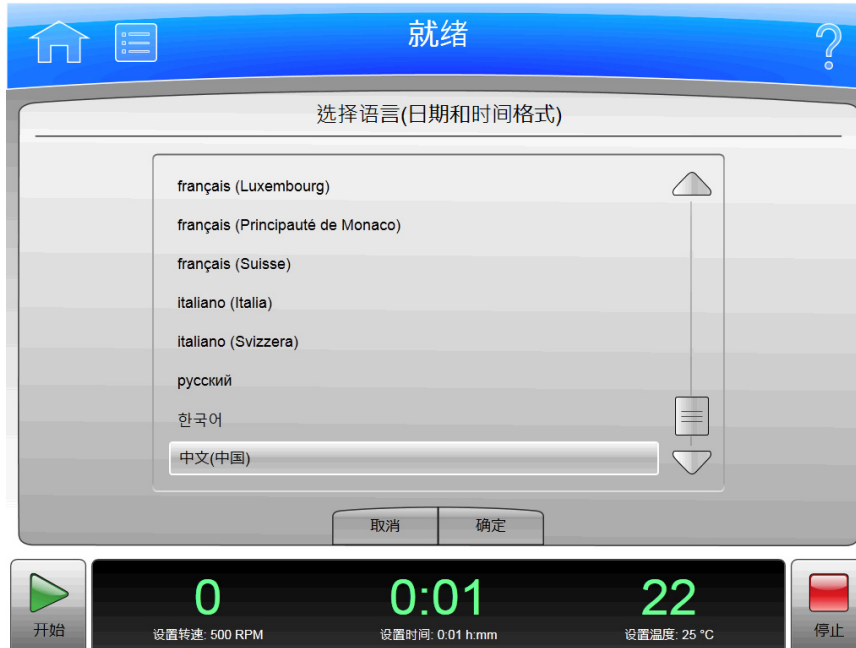 就绪
选择语言(日期和时间格式)
français (Luxembourg)
français (Principauté de Monaco)
français (Suisse)
italiano (Italia)
italiano (Svizzera)
русский
한국어
中文(中国)
取消 确定
0 0:01 22
开始 设置转速: 500 RPM 设置时间: 0:01 h:mm 设置温度: 25 °C 停止